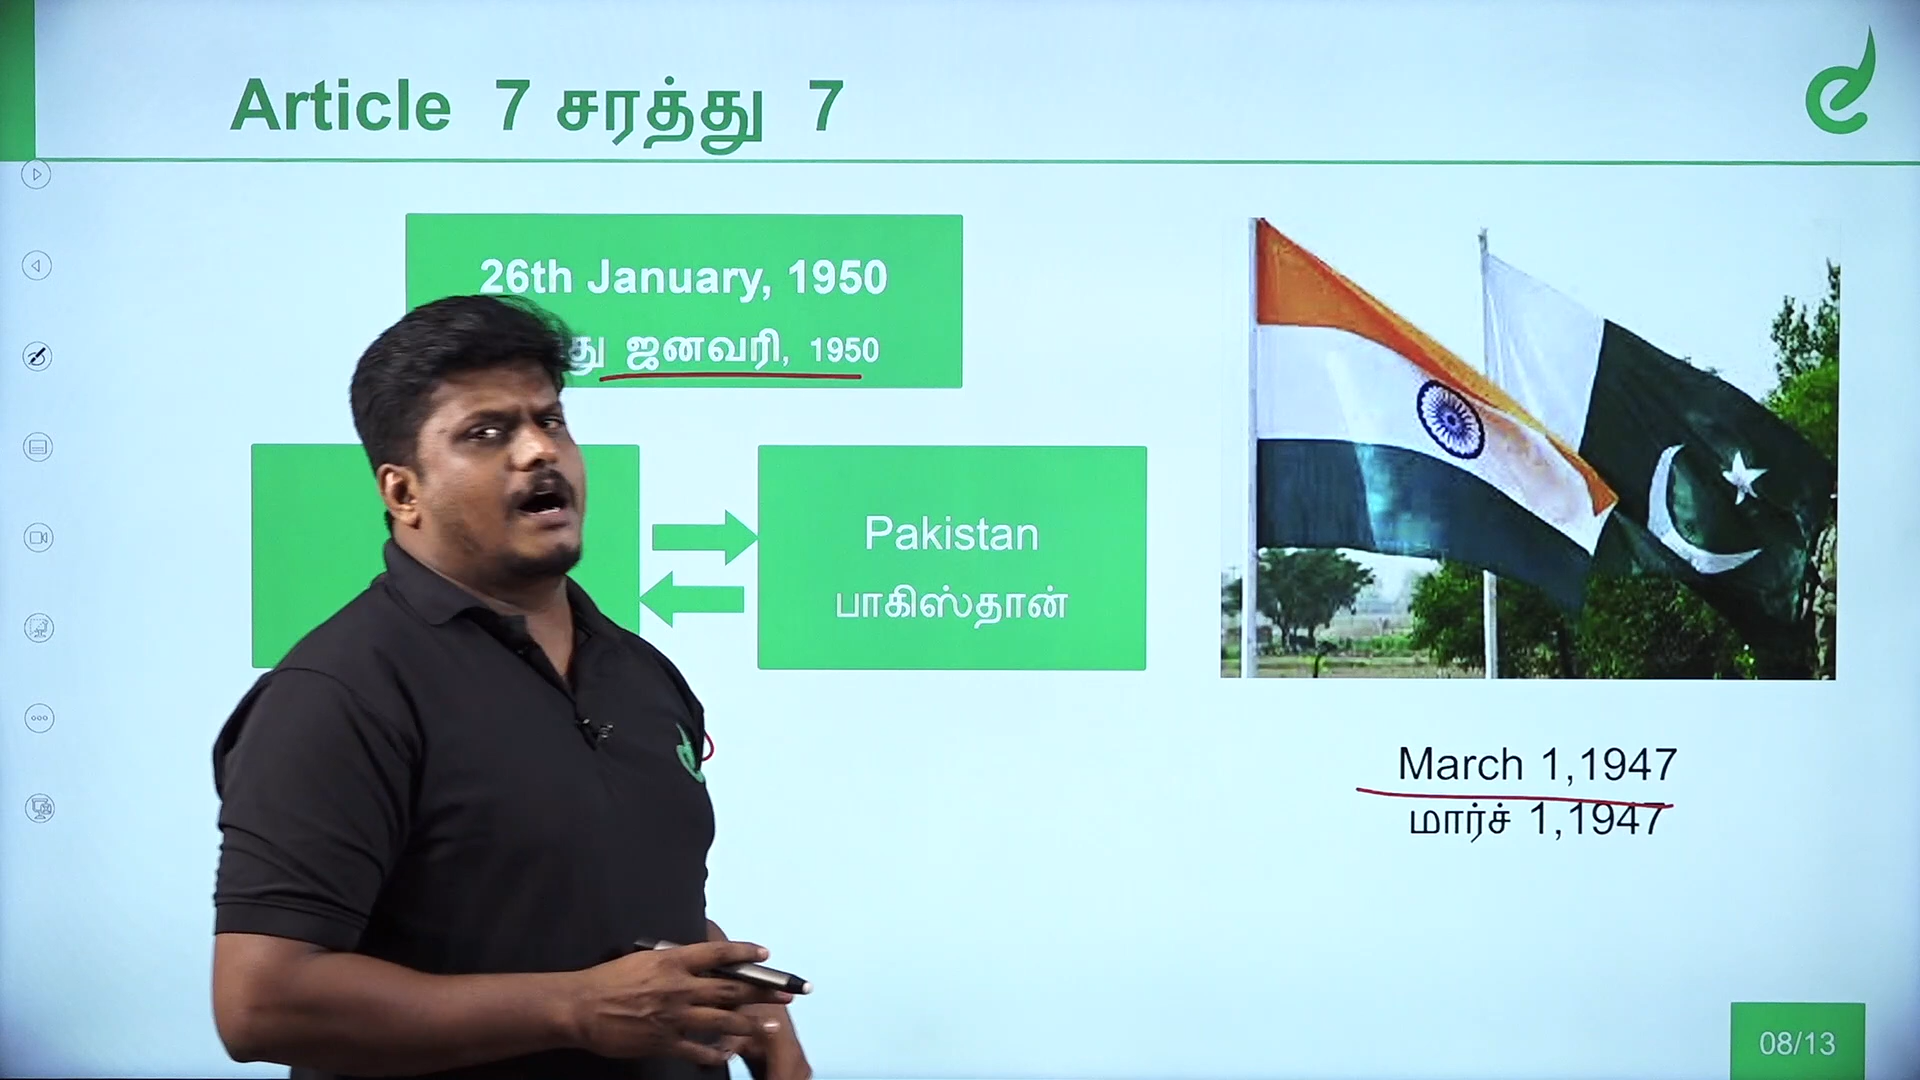 Article 7 சரத்து 7
26th January, 1950
து ஜனவரி, 1950
Pakistan
பாகிஸ்தான்
March 1,1947
மார்ச் 1,1947
08/13